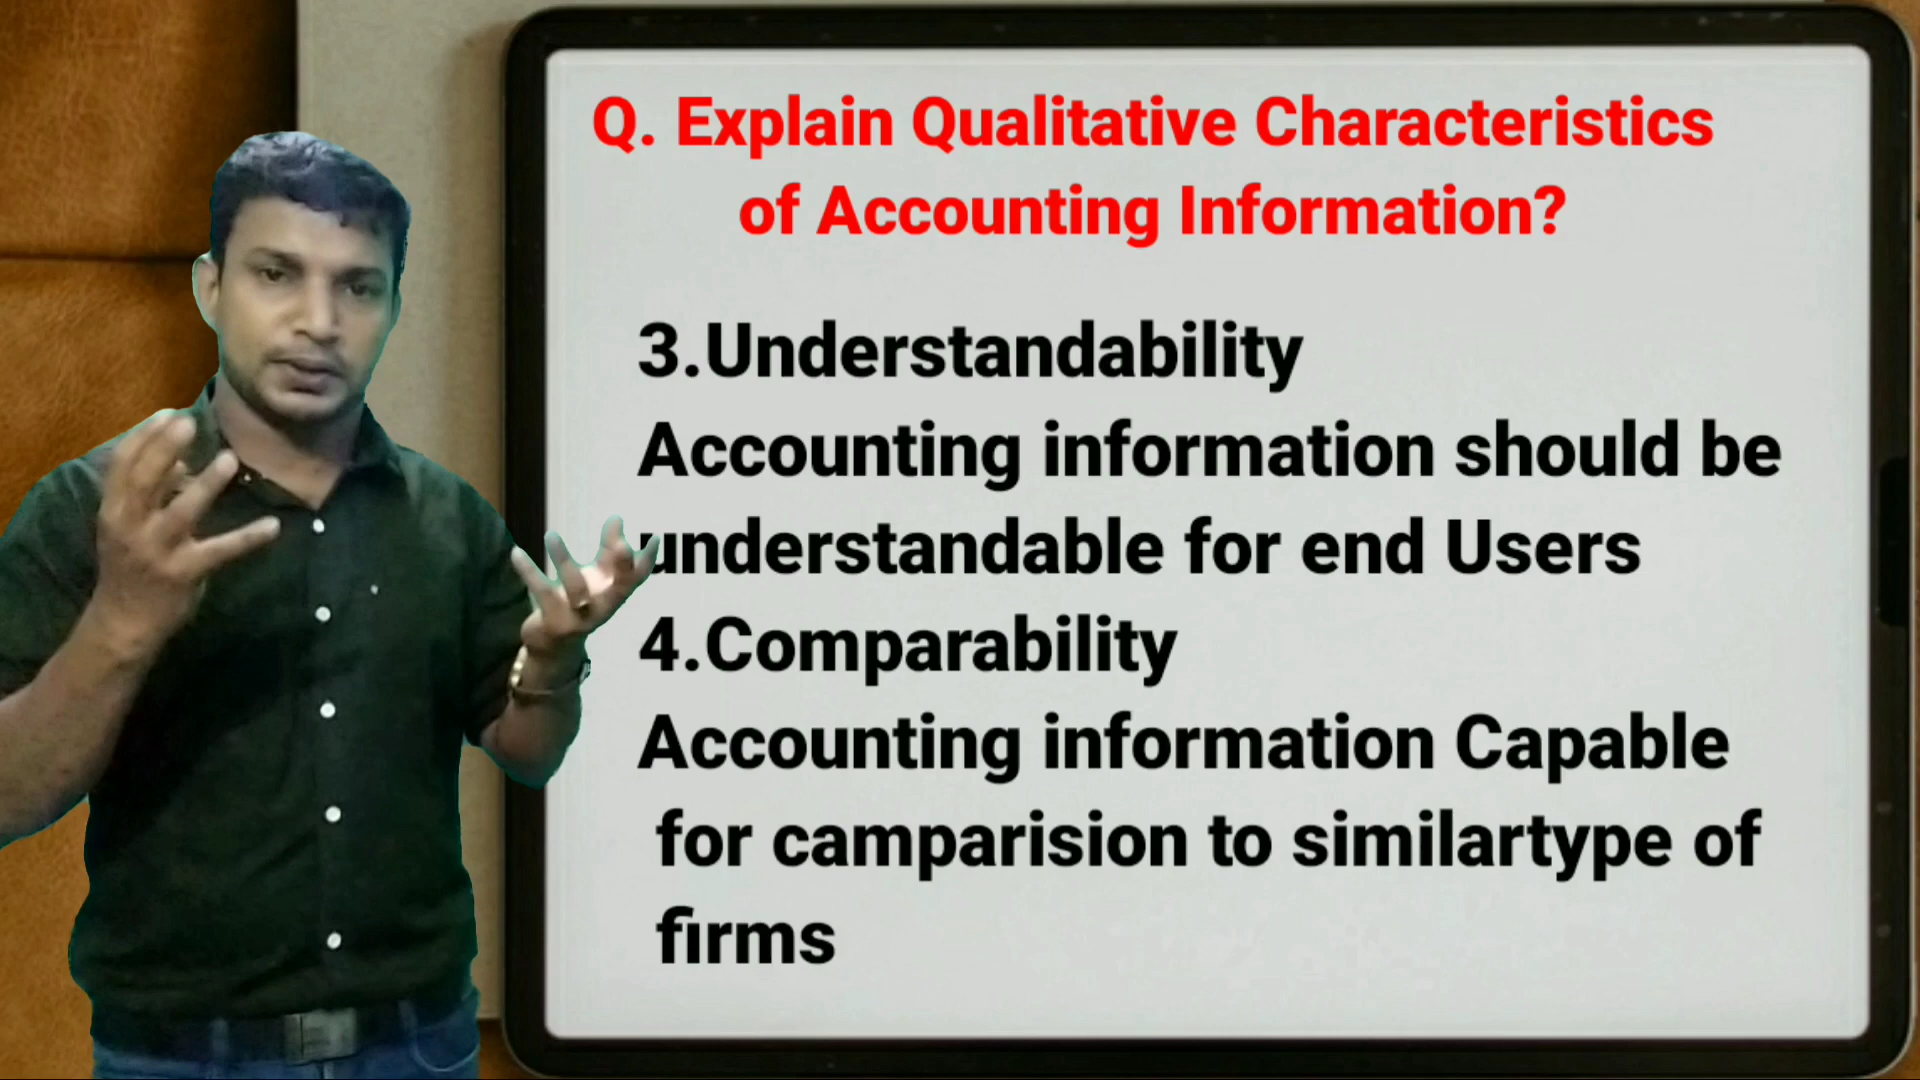 Q. Explain Qualitative Characteristics
of Accounting Information?
3.Understandability
Accounting information should be
understandable for end Users
4.Comparability
Accounting information Capable
for camparision to similartype of
firms